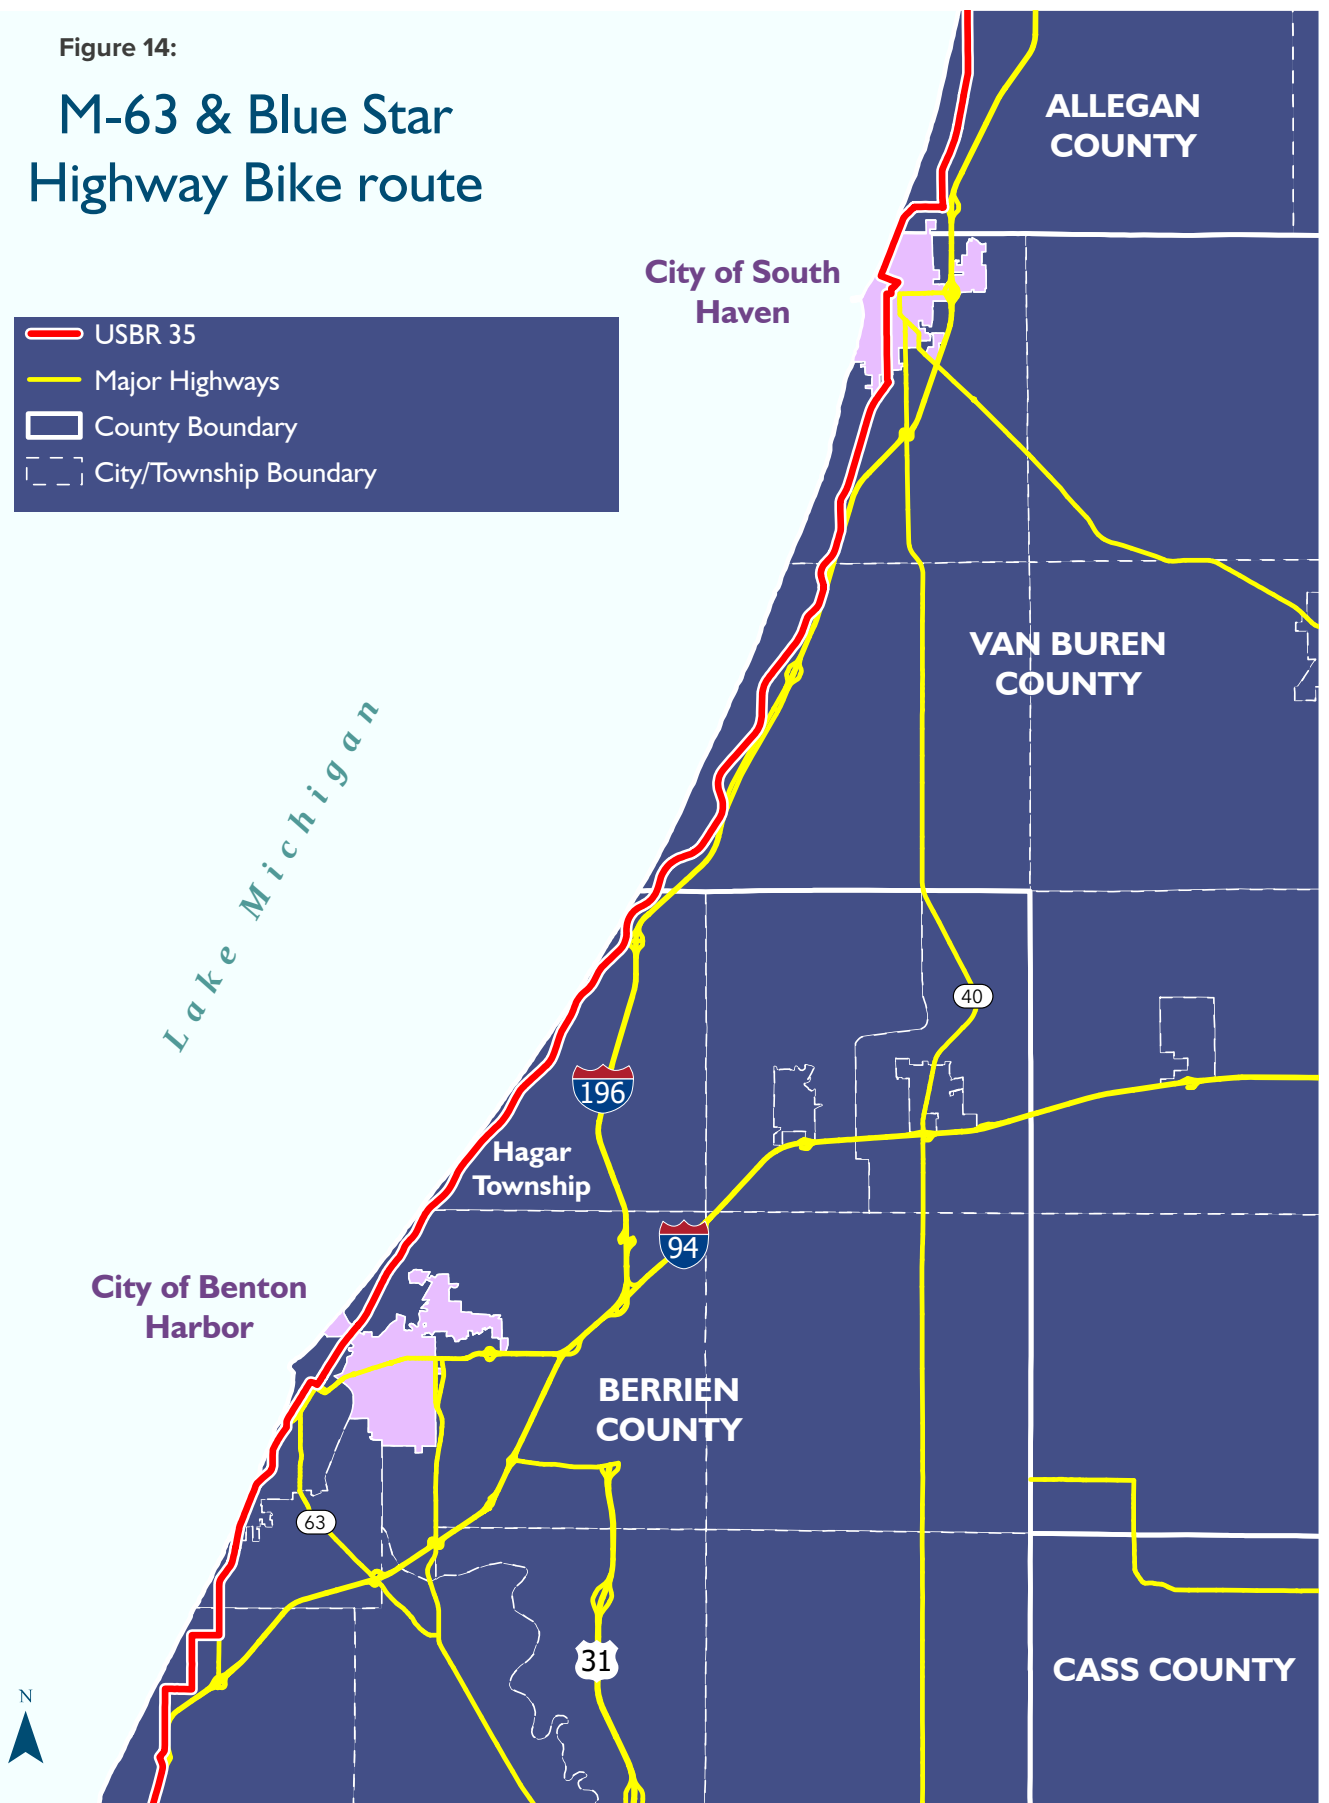 Figure 14:
M-63 & Blue Star
Highway Bike route
ALLEGAN
COUNTY
City of South
Haven
USBR 35
Major Highways
County Boundary
City/Township Boundary
VAN BUREN
COUNTY
Lake Michigan
40
196
Hagar
Township
94
City of Benton
Harbor
BERRIEN
COUNTY
63
31
CASS COUNTY
N